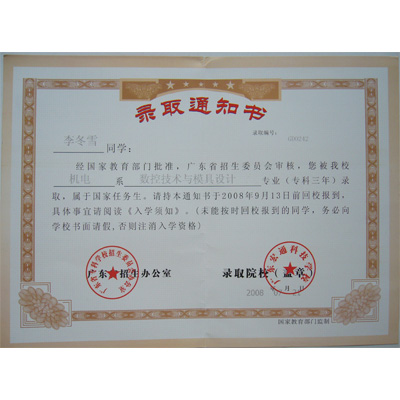 录取通知书
录取编号:
李冬雪 同学:
经国家教育部门批准,广东省招生委员会审核,您被我校
机电 系 数控技术与模具设计 专业(专科三年)录
取,属于国家任务生。请持本通知书于2008年9月13日前回校报到,
具体事宜请阅读《入学须知》。(未能按时回校报到的同学,务必向
学校书面请假,否则注消入学资格)
广东 招生办公室
录取院校(盖章)
2008 07 21
月 日
国家教育部门监制